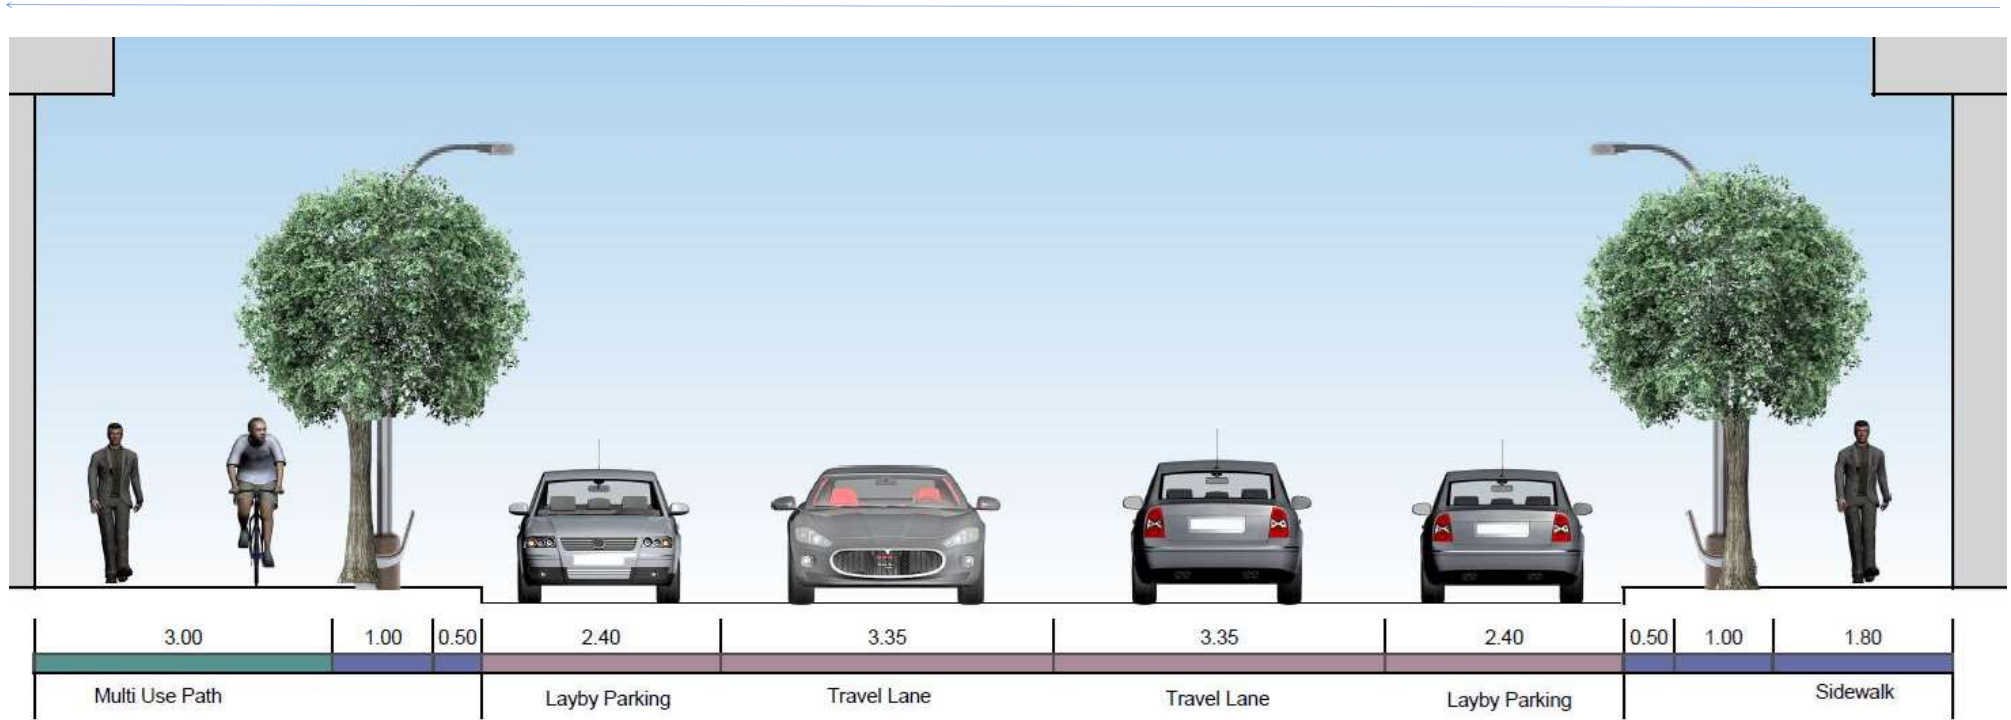 3.00 1.00 0.50 2.40 3.35 3.35 2.40 0.50 1.00 1.80
Multi Use Path Layby Parking Travel Lane Travel Lane Layby Parking Sidewalk